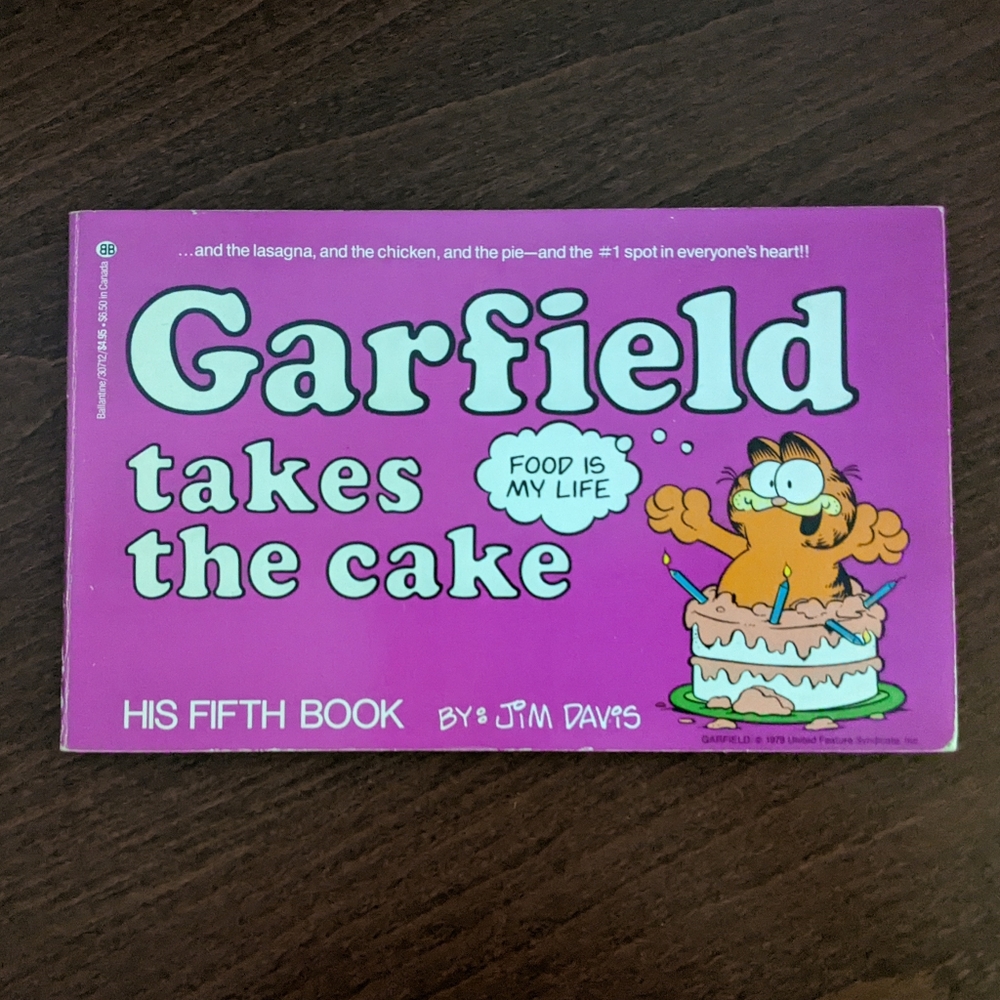 BB
Ballantine/30712/$4.95 • $6.50 in Canada
...and the lasagna, and the chicken, and the pie—and the #1 spot in everyone's heart!!
Garfield
takes
the cake
FOOD IS
MY LIFE
HIS FIFTH BOOK BY: JIM DAVIS
GARFIELD: © 1978 United Feature Syndicate, Inc.